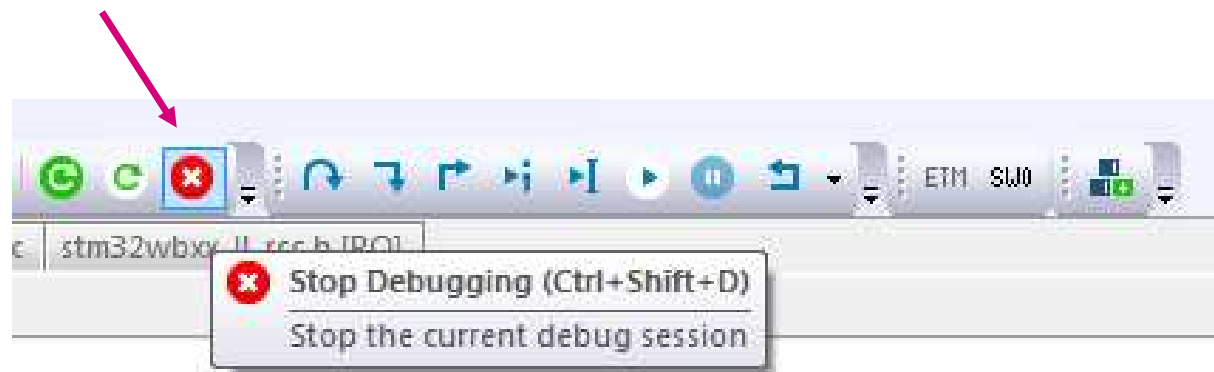 ETM SWO
c stm32wbxx_ll_rcc.h [RO]
Stop Debugging (Ctrl+Shift+D)
Stop the current debug session